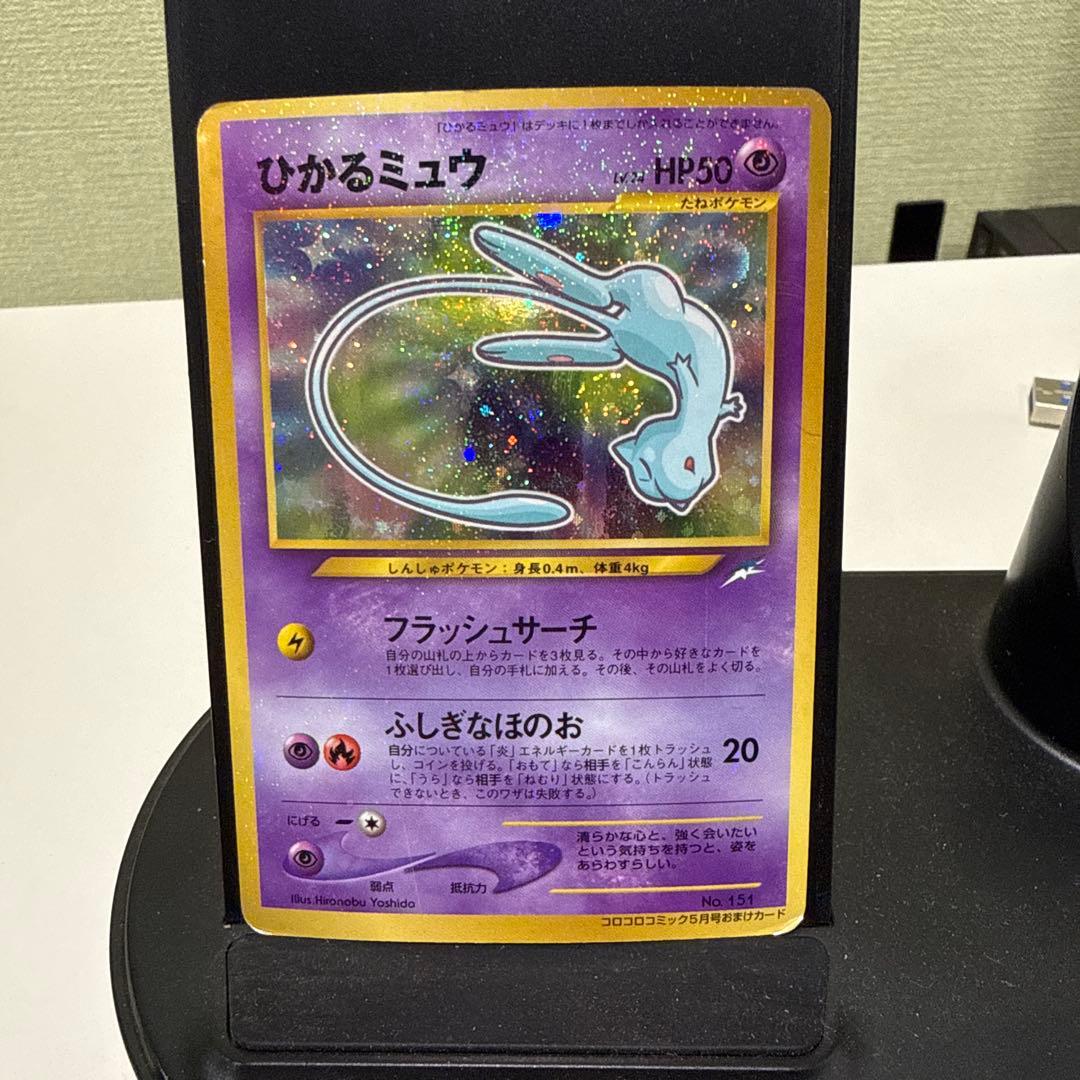 「ひかるミュウ」はデッキに1枚までしか入れることができません。
ひかるミュウ
LV.24 HP50
たねポケモン
しんしゅポケモン:身長0.4m、体重4kg
フラッシュサーチ
自分の山札の上からカードを3枚見る。その中から好きなカードを
1枚選び出し、自分の手札に加える。その後、その山札をよく切る。
ふしぎなほのお
自分についている「炎」エネルギーカードを1枚トラッシュ
し、コインを投げる。「おもて」なら相手を「こんらん」状態
に、「うら」なら相手を「ねむり」状態にする。(トラッシュ
できないとき、このワザは失敗する。)
20
にげる
弱点
抵抗力
清らかな心と、強く会いたい
という気持ちを持つと、姿を
あらわすらしい。
Illus.Hironobu Yoshida
No. 151
コロコロコミック5月号おまけカード